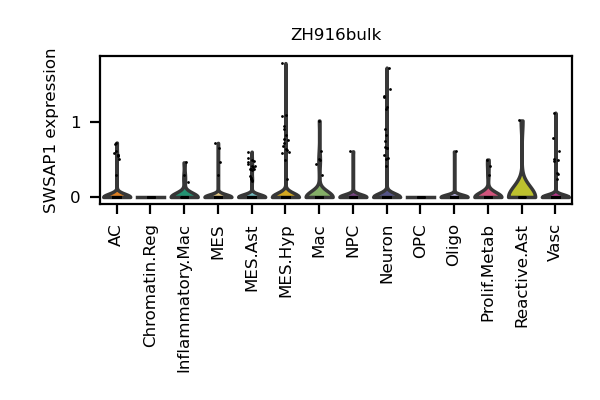 ZH916bulk
SWSAP1 expression
1
0
AC
Chromatin.Reg
Inflammatory.Mac
MES
MES.Ast
MES.Hyp
Mac
NPC
Neuron
OPC
Oligo
Prolif.Metab
Reactive.Ast
Vasc